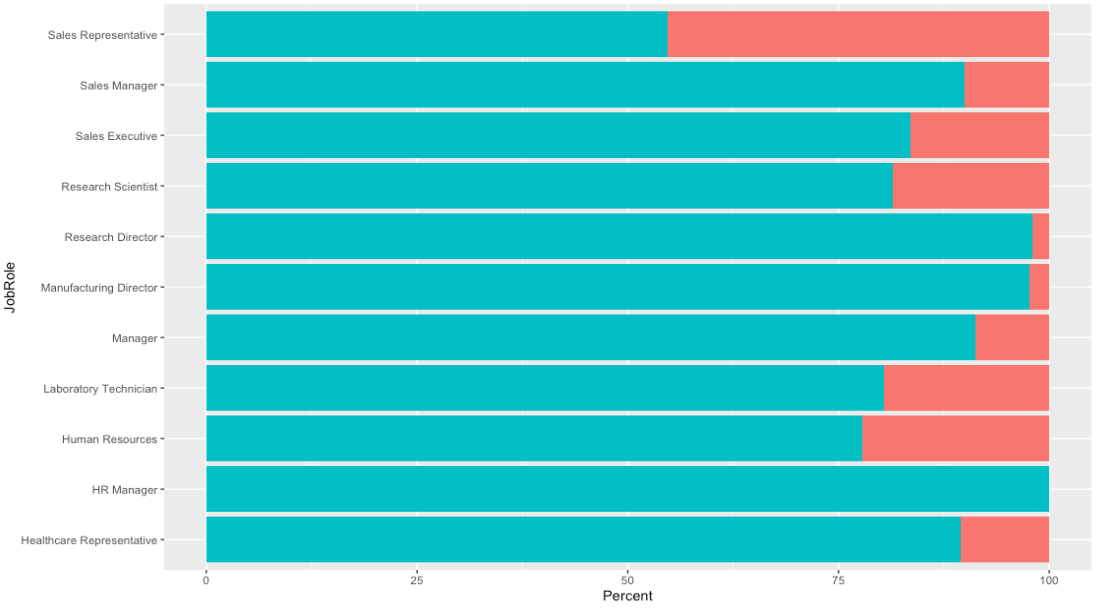 Sales Representative
Sales Manager
Sales Executive
Research Scientist
Research Director
Manufacturing Director
Manager
Laboratory Technician
Human Resources
HR Manager
Healthcare Representative
JobRole
0 25 50 75 100
Percent